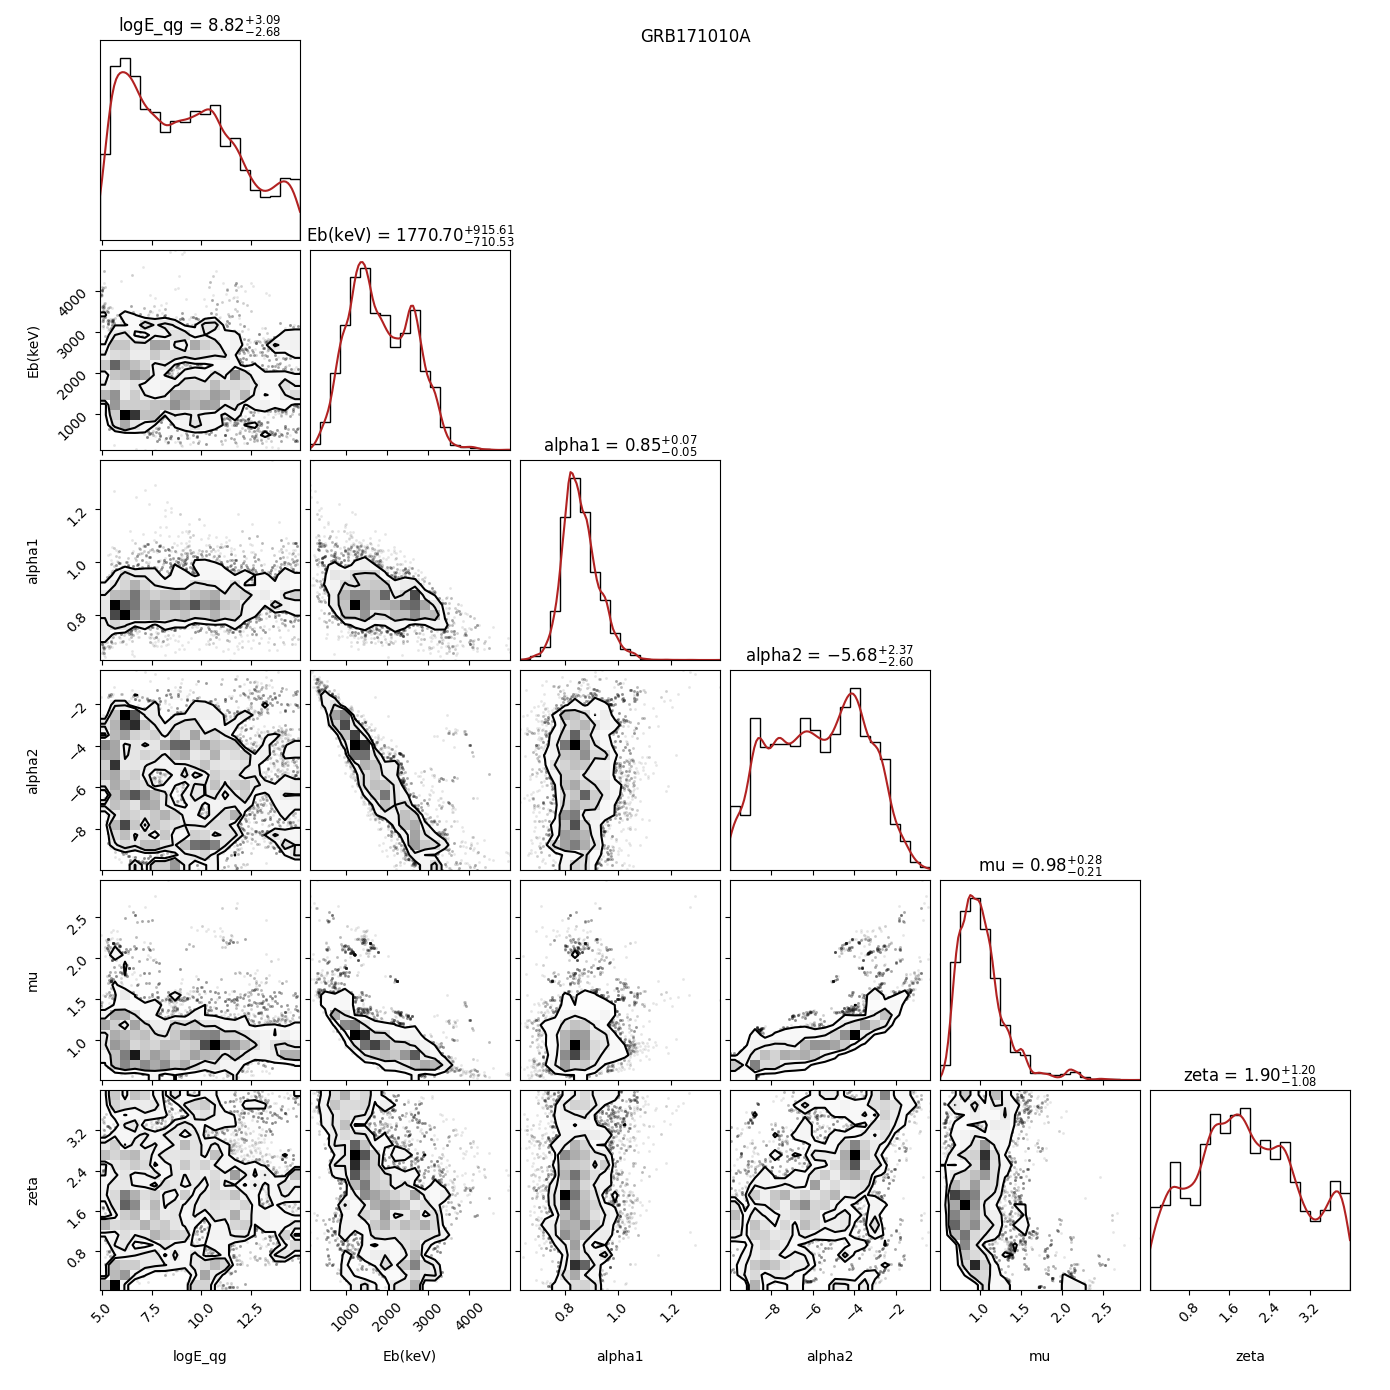 logE_qg = 8.82+3.09−2.68
GRB171010A
Eb(keV) = 1770.70+915.61−710.53
4000
3000
2000
1000
Eb(keV)
alpha1 = 0.85+0.07−0.05
1.2
1.0
0.8
alpha1
alpha2 = −5.68+2.37−2.60
−2
−4
−6
−8
alpha2
mu = 0.98+0.28−0.21
2.5
2.0
1.5
1.0
mu
zeta = 1.90+1.20−1.08
3.2
2.4
1.6
0.8
zeta
5.0 7.5 10.0 12.5 1000 2000 3000 4000 0.8 1.0 1.2 −8 −6 −4 −2 1.0 1.5 2.0 2.5 0.8 1.6 2.4 3.2
logE_qg Eb(keV) alpha1 alpha2 mu zeta